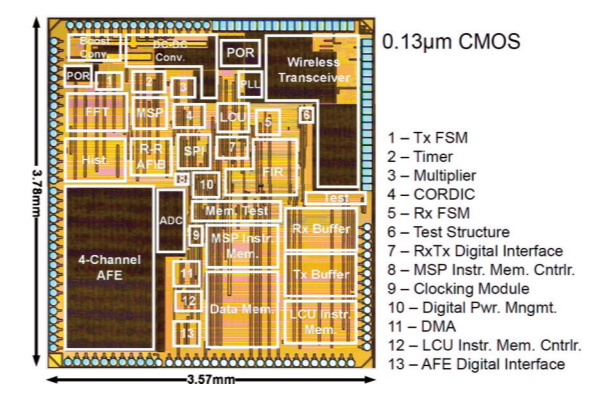 0.13µm CMOS
Boost
Conv.
DC-DC
Conv.
POR
Wireless
Transceiver
POR
1
2
3
PLL
FFT
MSP
4
LCU
5
6
Hist.
R-R
AFIB
SPI
7
FIR
8
10
Test
4-Channel
AFE
ADC
Mem. Test
9
MSP Instr.
Mem.
Rx Buffer
11
Tx Buffer
12
Data Mem.
LCU Instr.
Mem.
13
3.78mm
3.57mm
1 – Tx FSM
2 – Timer
3 – Multiplier
4 – CORDIC
5 – Rx FSM
6 – Test Structure
7 – RxTx Digital Interface
8 – MSP Instr. Mem. Cntrlr.
9 – Clocking Module
10 – Digital Pwr. Mngmt.
11 – DMA
12 – LCU Instr. Mem. Cntrlr.
13 – AFE Digital Interface